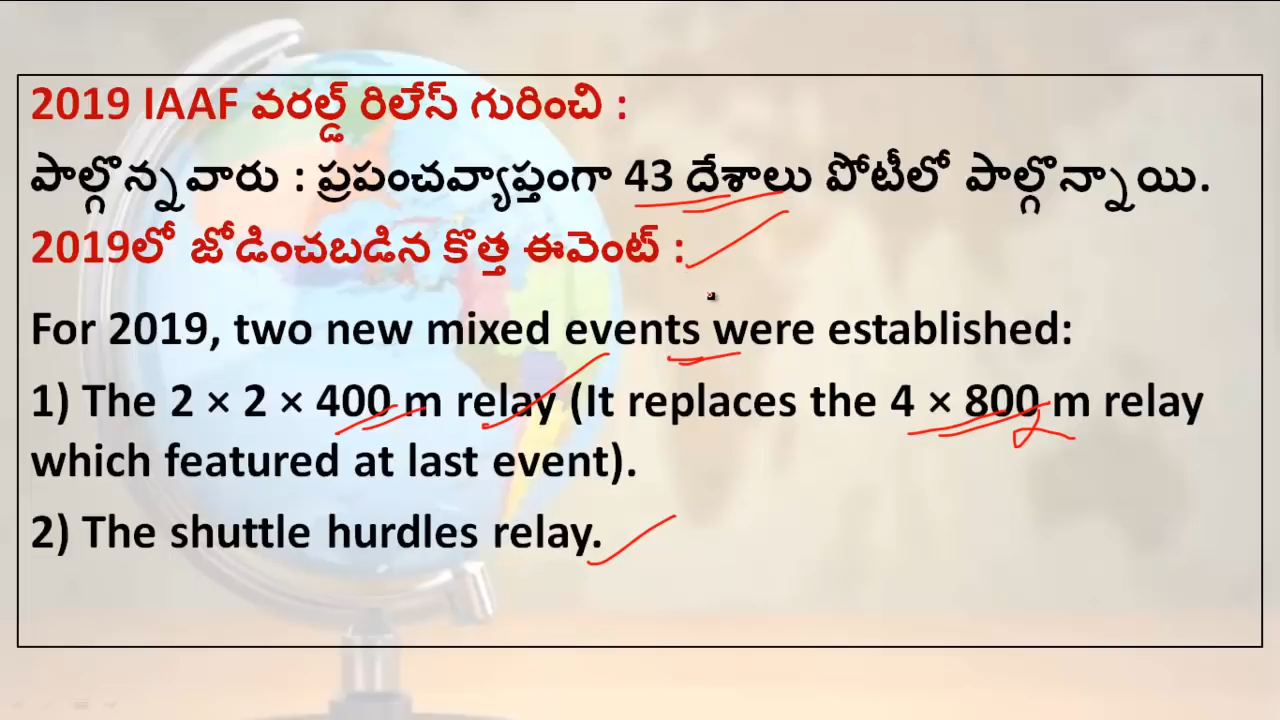 2019 IAAF వరల్డ్ రిలేస్ గురించి :
పాల్గొన్నవారు : ప్రపంచవ్యాప్తంగా 43 దేశాలు పోటీలో పాల్గొన్నాయి.
2019లో జోడించబడిన కొత్త ఈవెంట్ :
For 2019, two new mixed events were established:
1) The 2 × 2 × 400 m relay (It replaces the 4 × 800 m relay
which featured at last event).
2) The shuttle hurdles relay.